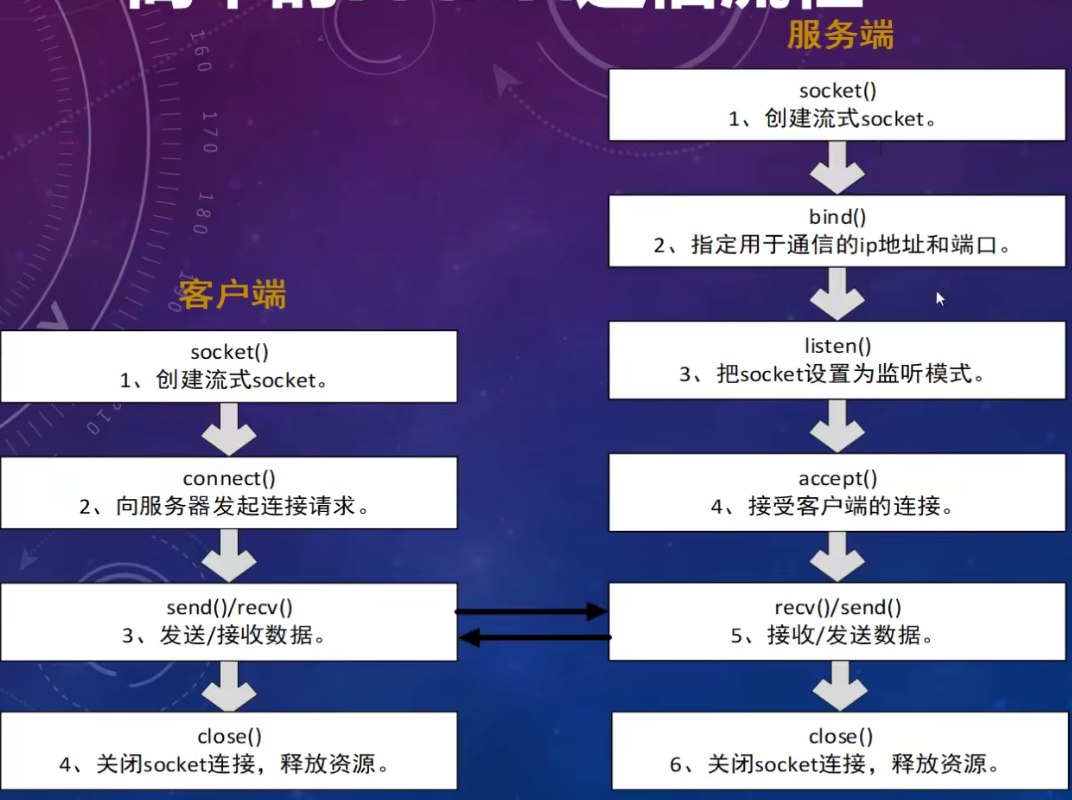 服务端
socket()
1、创建流式socket。
bind()
2、指定用于通信的ip地址和端口。
listen()
3、把socket设置为监听模式。
accept()
4、接受客户端的连接。
recv()/send()
5、接收/发送数据。
close()
6、关闭socket连接，释放资源。
客户端
socket()
1、创建流式socket。
connect()
2、向服务器发起连接请求。
send()/recv()
3、发送/接收数据。
close()
4、关闭socket连接，释放资源。
160
170
180
190
210